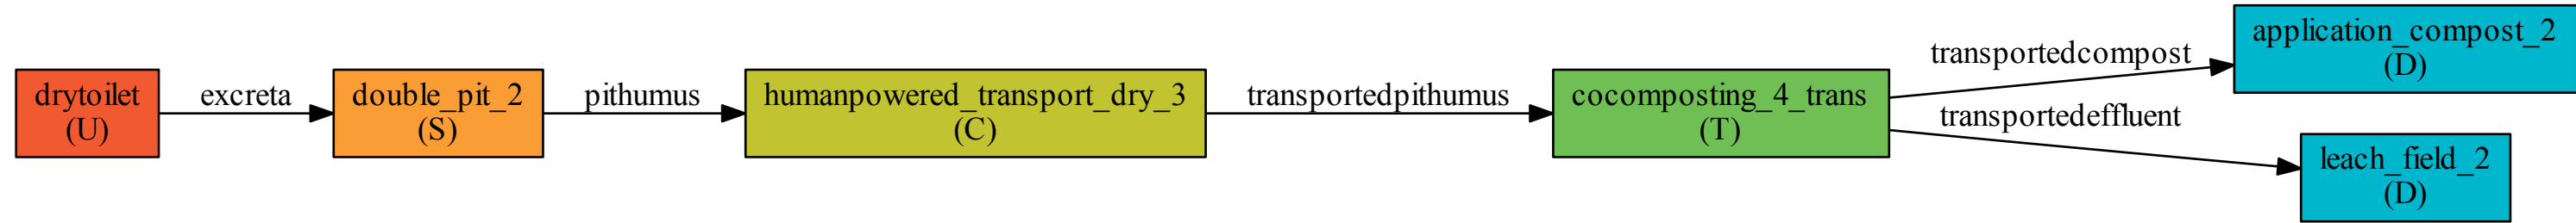 drytoilet
(U)
excreta
double_pit_2
(S)
pithumus
humanpowered_transport_dry_3
(C)
transportedpithumus
cocomposting_4_trans
(T)
transportedcompost
application_compost_2
(D)
transportedeffluent
leach_field_2
(D)